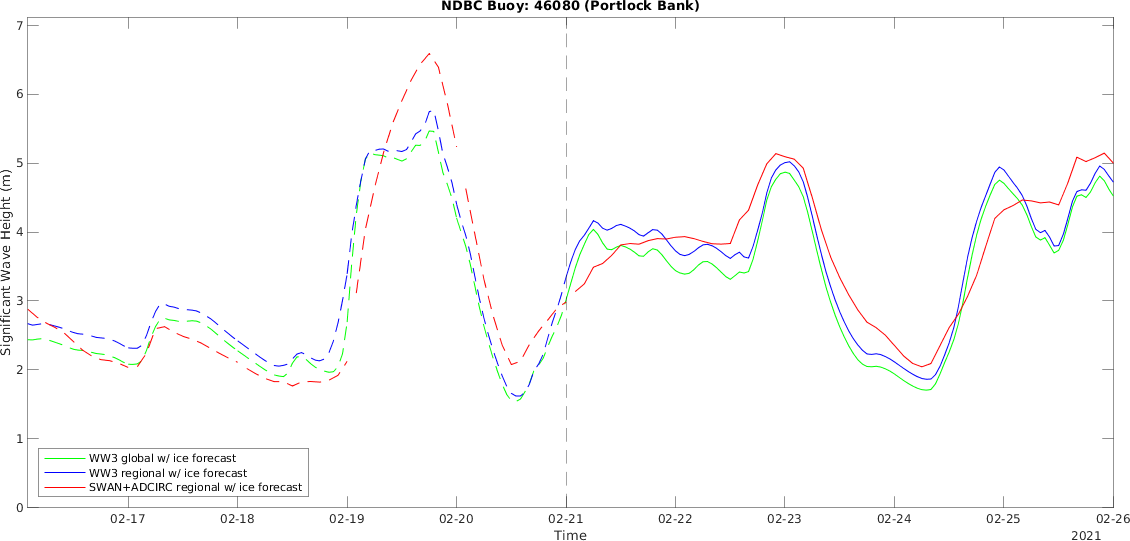 NDBC Buoy: 46080 (Portlock Bank)
7
6
5
4
3
2
1
0
Significant Wave Height (m)
WW3 global w/ ice forecast
WW3 regional w/ ice forecast
SWAN+ADCIRC regional w/ ice forecast
02-17 02-18 02-19 02-20 02-21 02-22 02-23 02-24 02-25 02-26
Time
2021